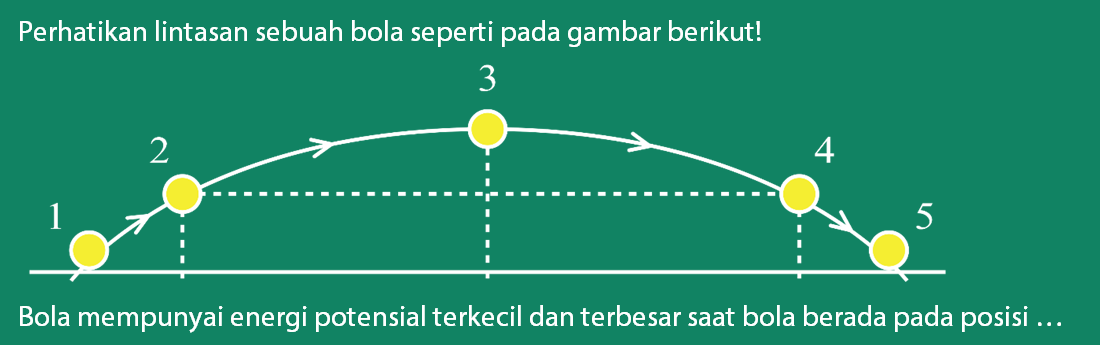 Perhatikan lintasan sebuah bola seperti pada gambar berikut!
3
2
4
1
5
Bola mempunyai energi potensial terkecil dan terbesar saat bola berada pada posisi ...